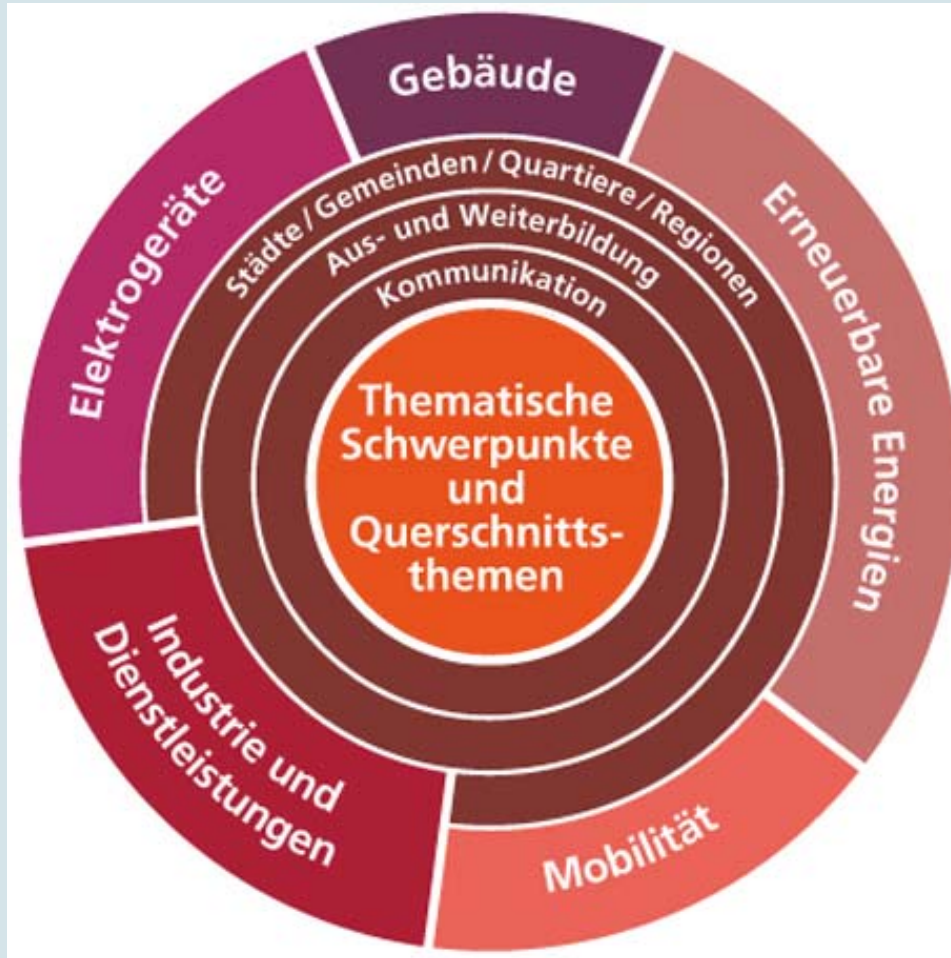 Gebäude
Erneuerbare Energien
Mobilität
Industrie und
Dienstleistungen
Elektrogeräte
Städte / Gemeinden / Quartiere / Regionen
Aus- und Weiterbildung
Kommunikation
Thematische
Schwerpunkte
und
Querschnitts-
themen